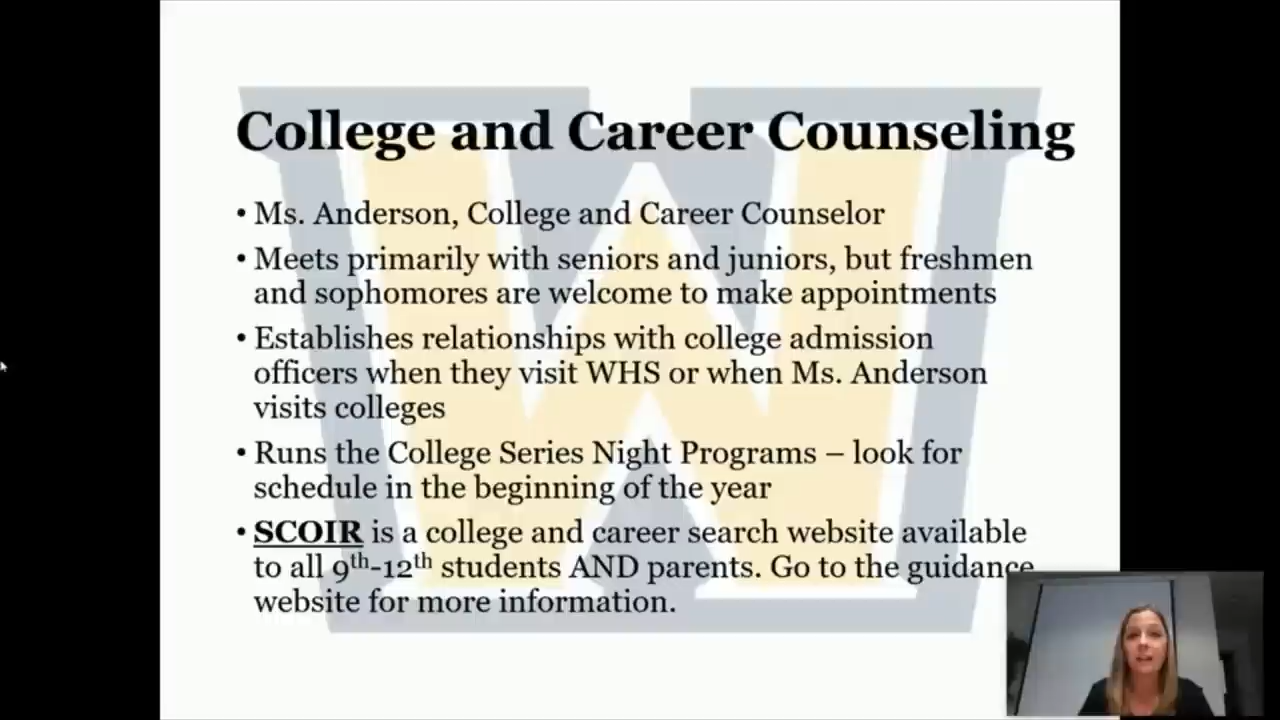 College and Career Counseling
• Ms. Anderson, College and Career Counselor
• Meets primarily with seniors and juniors, but freshmen
and sophomores are welcome to make appointments
• Establishes relationships with college admission
officers when they visit WHS or when Ms. Anderson
visits colleges
• Runs the College Series Night Programs – look for
schedule in the beginning of the year
• SCOIR is a college and career search website available
to all 9th-12th students AND parents. Go to the guidance
website for more information.